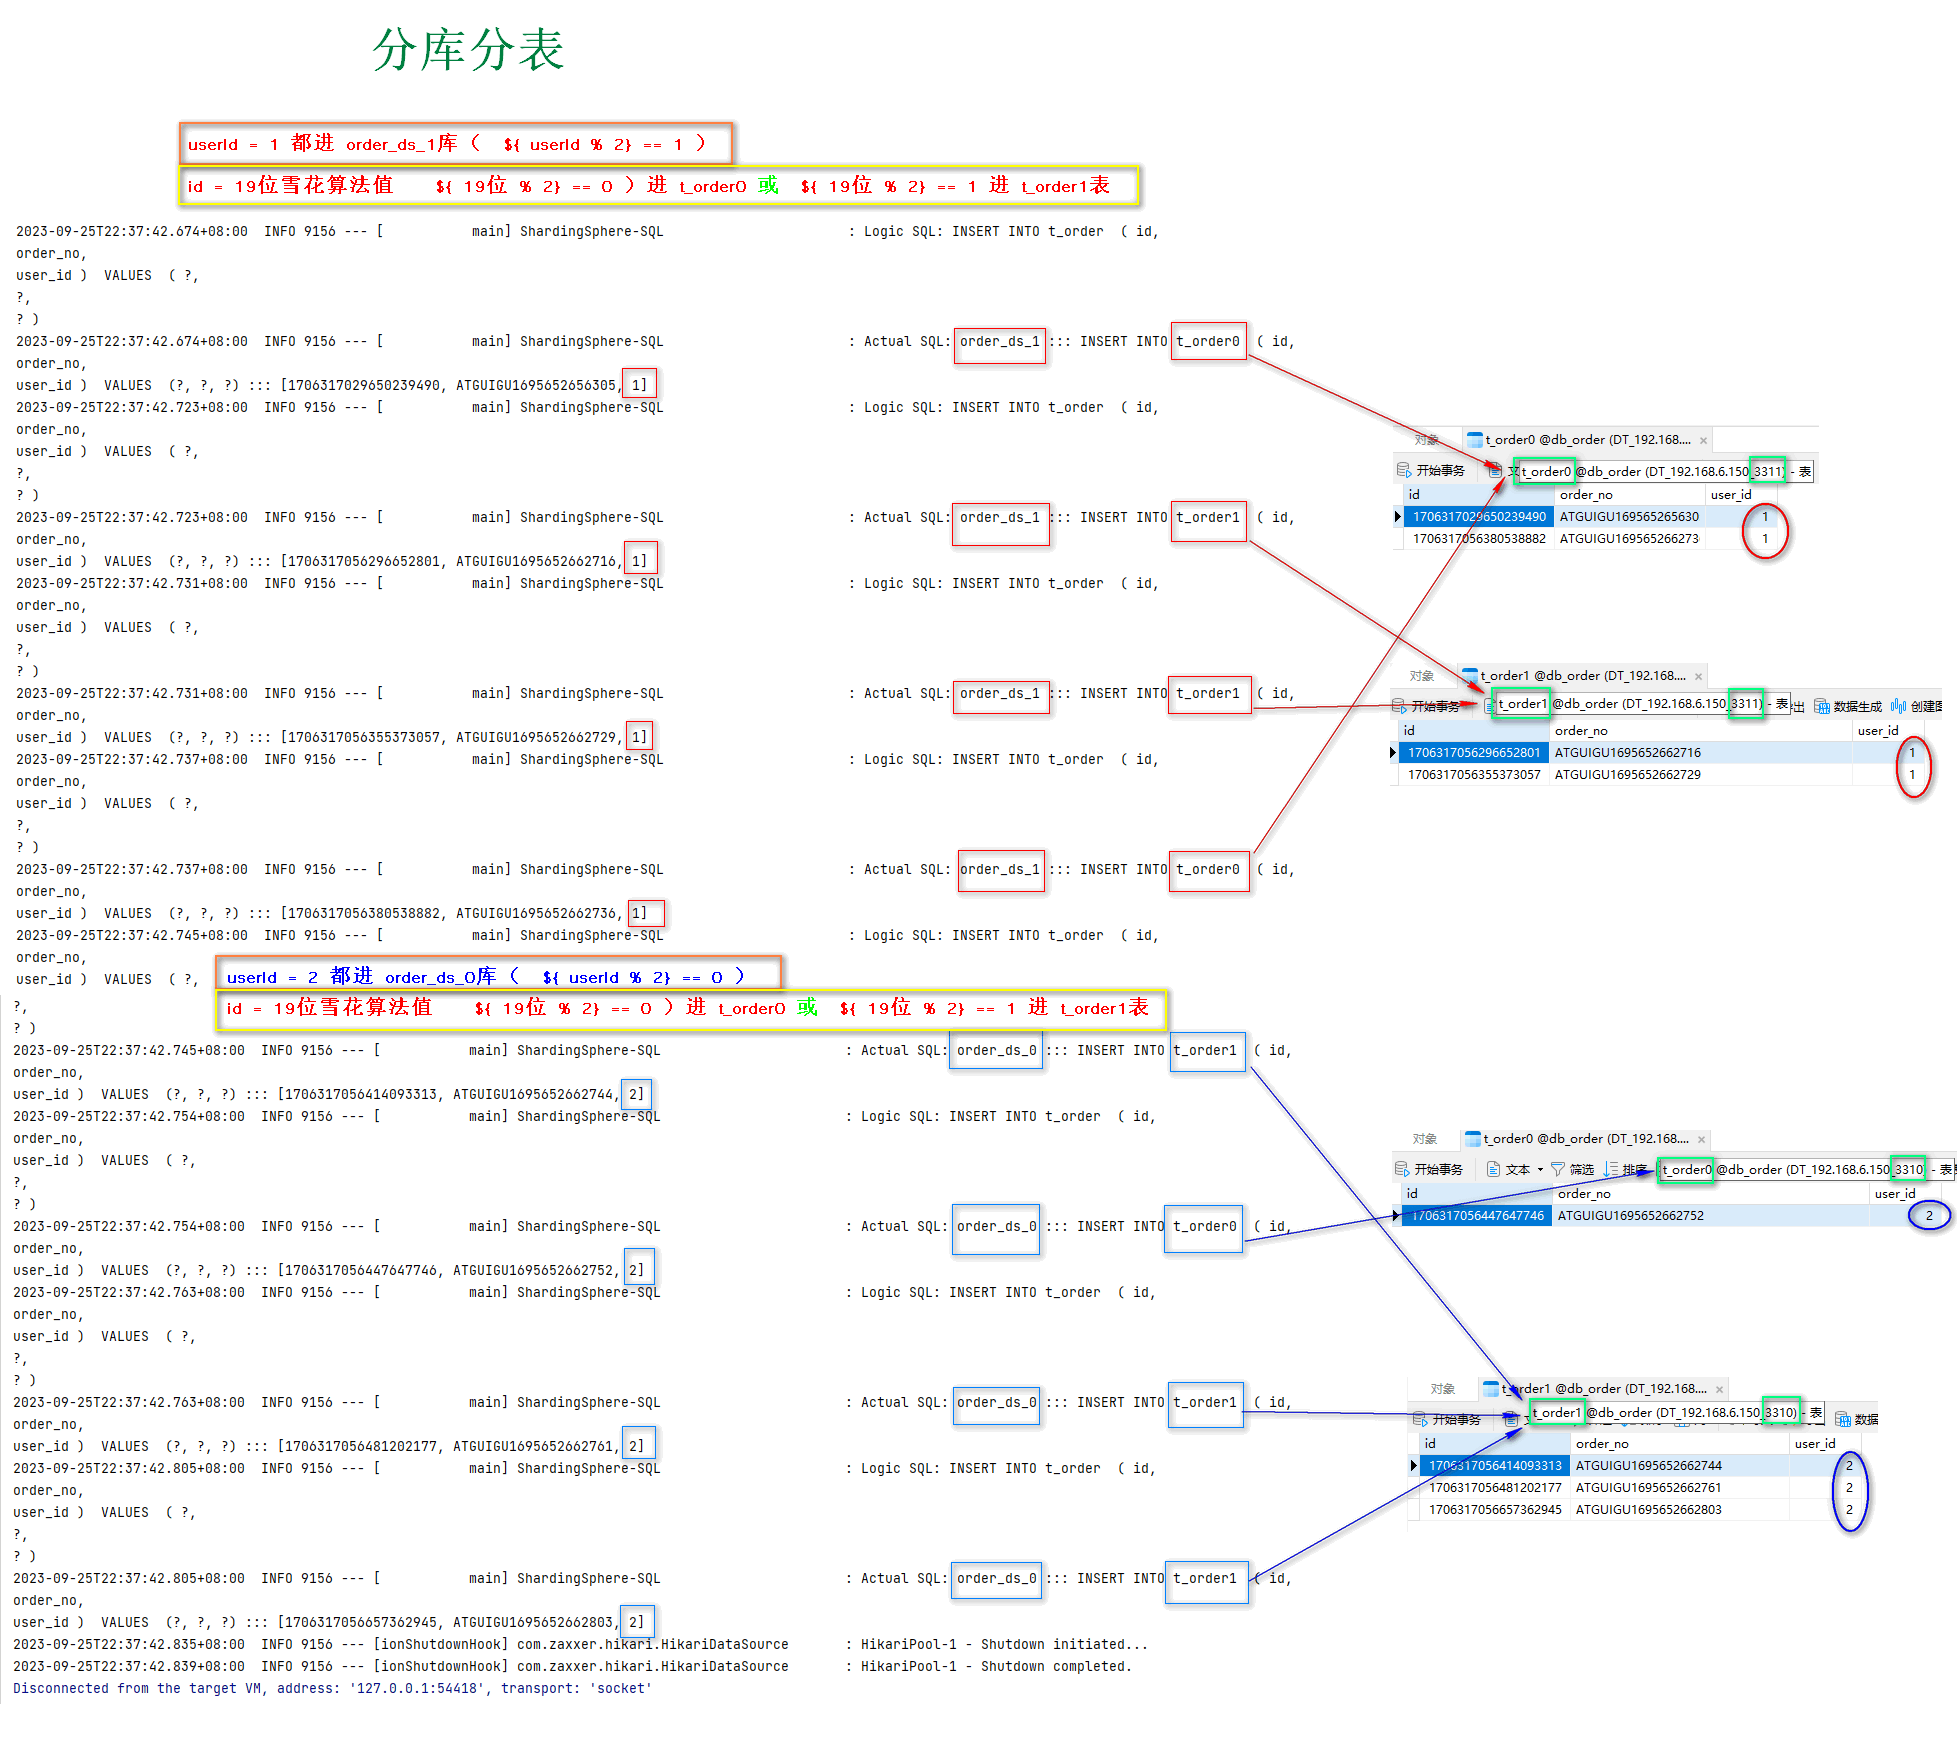 分库分表
userId = 1 都进 order_ds_1库（ ${ userId % 2} == 1 ）
id = 19位雪花算法值 ${ 19位 % 2} == 0 ）进 t_order0 或 ${ 19位 % 2} == 1 进 t_order1表
2023-09-25T22:37:42.674+08:00 INFO 9156 --- [ main] ShardingSphere-SQL : Logic SQL: INSERT INTO t_order ( id,
order_no,
user_id ) VALUES ( ?,
?,
? )
2023-09-25T22:37:42.674+08:00 INFO 9156 --- [ main] ShardingSphere-SQL : Actual SQL: order_ds_1 ::: INSERT INTO t_order0 ( id,
order_no,
user_id ) VALUES (?, ?, ?) ::: [1706317029650239490, ATGUIGU1695652656305, 1]
2023-09-25T22:37:42.723+08:00 INFO 9156 --- [ main] ShardingSphere-SQL : Logic SQL: INSERT INTO t_order ( id,
order_no,
user_id ) VALUES ( ?,
?,
? )
2023-09-25T22:37:42.723+08:00 INFO 9156 --- [ main] ShardingSphere-SQL : Actual SQL: order_ds_1 ::: INSERT INTO t_order1 ( id,
order_no,
user_id ) VALUES (?, ?, ?) ::: [1706317056296652801, ATGUIGU1695652662716, 1]
2023-09-25T22:37:42.731+08:00 INFO 9156 --- [ main] ShardingSphere-SQL : Logic SQL: INSERT INTO t_order ( id,
order_no,
user_id ) VALUES ( ?,
?,
? )
2023-09-25T22:37:42.731+08:00 INFO 9156 --- [ main] ShardingSphere-SQL : Actual SQL: order_ds_1 ::: INSERT INTO t_order1 ( id,
order_no,
user_id ) VALUES (?, ?, ?) ::: [1706317056355373057, ATGUIGU1695652662729, 1]
2023-09-25T22:37:42.737+08:00 INFO 9156 --- [ main] ShardingSphere-SQL : Logic SQL: INSERT INTO t_order ( id,
order_no,
user_id ) VALUES ( ?,
?,
? )
2023-09-25T22:37:42.737+08:00 INFO 9156 --- [ main] ShardingSphere-SQL : Actual SQL: order_ds_1 ::: INSERT INTO t_order0 ( id,
order_no,
user_id ) VALUES (?, ?, ?) ::: [1706317056380538882, ATGUIGU1695652662736, 1]
2023-09-25T22:37:42.745+08:00 INFO 9156 --- [ main] ShardingSphere-SQL : Logic SQL: INSERT INTO t_order ( id,
order_no,
user_id ) VALUES ( ?,
userId = 2 都进 order_ds_0库（ ${ userId % 2} == 0 ）
?,
id = 19位雪花算法值 ${ 19位 % 2} == 0 ）进 t_order0 或 ${ 19位 % 2} == 1 进 t_order1表
? )
2023-09-25T22:37:42.745+08:00 INFO 9156 --- [ main] ShardingSphere-SQL : Actual SQL: order_ds_0 ::: INSERT INTO t_order1 ( id,
order_no,
user_id ) VALUES (?, ?, ?) ::: [1706317056414093313, ATGUIGU1695652662744, 2]
2023-09-25T22:37:42.754+08:00 INFO 9156 --- [ main] ShardingSphere-SQL : Logic SQL: INSERT INTO t_order ( id,
order_no,
user_id ) VALUES ( ?,
?,
? )
2023-09-25T22:37:42.754+08:00 INFO 9156 --- [ main] ShardingSphere-SQL : Actual SQL: order_ds_0 ::: INSERT INTO t_order0 ( id,
order_no,
user_id ) VALUES (?, ?, ?) ::: [1706317056447647746, ATGUIGU1695652662752, 2]
2023-09-25T22:37:42.763+08:00 INFO 9156 --- [ main] ShardingSphere-SQL : Logic SQL: INSERT INTO t_order ( id,
order_no,
user_id ) VALUES ( ?,
?,
? )
2023-09-25T22:37:42.763+08:00 INFO 9156 --- [ main] ShardingSphere-SQL : Actual SQL: order_ds_0 ::: INSERT INTO t_order1 ( id,
order_no,
user_id ) VALUES (?, ?, ?) ::: [1706317056481202177, ATGUIGU1695652662761, 2]
2023-09-25T22:37:42.805+08:00 INFO 9156 --- [ main] ShardingSphere-SQL : Logic SQL: INSERT INTO t_order ( id,
order_no,
user_id ) VALUES ( ?,
?,
? )
2023-09-25T22:37:42.805+08:00 INFO 9156 --- [ main] ShardingSphere-SQL : Actual SQL: order_ds_0 ::: INSERT INTO t_order1 ( id,
order_no,
user_id ) VALUES (?, ?, ?) ::: [1706317056657362945, ATGUIGU1695652662803, 2]
2023-09-25T22:37:42.835+08:00 INFO 9156 --- [ionShutdownHook] com.zaxxer.hikari.HikariDataSource : HikariPool-1 - Shutdown initiated...
2023-09-25T22:37:42.839+08:00 INFO 9156 --- [ionShutdownHook] com.zaxxer.hikari.HikariDataSource : HikariPool-1 - Shutdown completed.
Disconnected from the target VM, address: '127.0.0.1:54418', transport: 'socket'
对象 t_order0 @db_order (DT_192.168.... ×
开始事务 文 t_order0 @db_order (DT_192.168.6.150_3311) - 表
id order_no user_id
1706317029650239490 ATGUIGU169565265630 1
1706317056380538882 ATGUIGU169565266273 1
对象 t_order1 @db_order (DT_192.168.... ×
开始事务 t_order1 @db_order (DT_192.168.6.150_3311) - 表 出 数据生成 创建图
id order_no user_id
1706317056296652801 ATGUIGU1695652662716 1
1706317056355373057 ATGUIGU1695652662729 1
对象 t_order0 @db_order (DT_192.168.... ×
开始事务 文本 筛选 排序 t_order0 @db_order (DT_192.168.6.150_3310) - 表
id order_no user_id
1706317056447647746 ATGUIGU1695652662752 2
对象 t_order1 @db_order (DT_192.168.... ×
开始事务 t_order1 @db_order (DT_192.168.6.150_3310) - 表 数据
id order_no user_id
1706317056414093313 ATGUIGU1695652662744 2
1706317056481202177 ATGUIGU1695652662761 2
1706317056657362945 ATGUIGU1695652662803 2